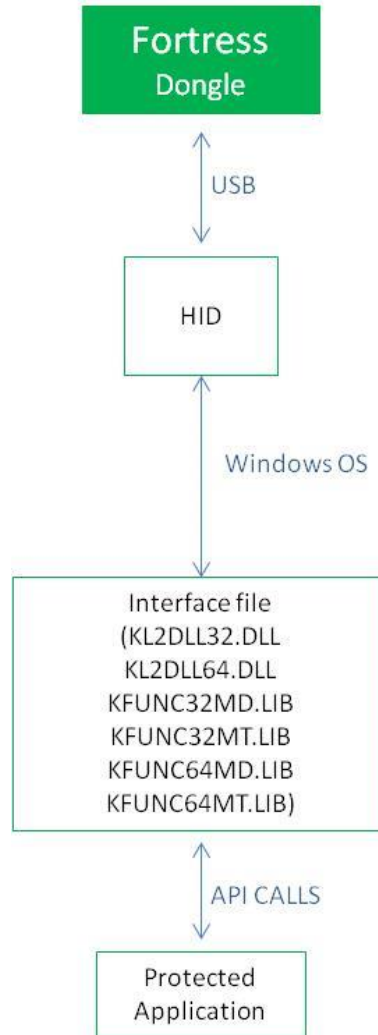 Fortress
Dongle
USB
HID
Windows OS
Interface file
(KL2DLL32.DLL
KL2DLL64.DLL
KFUNC32MD.LIB
KFUNC32MT.LIB
KFUNC64MD.LIB
KFUNC64MT.LIB)
API CALLS
Protected
Application